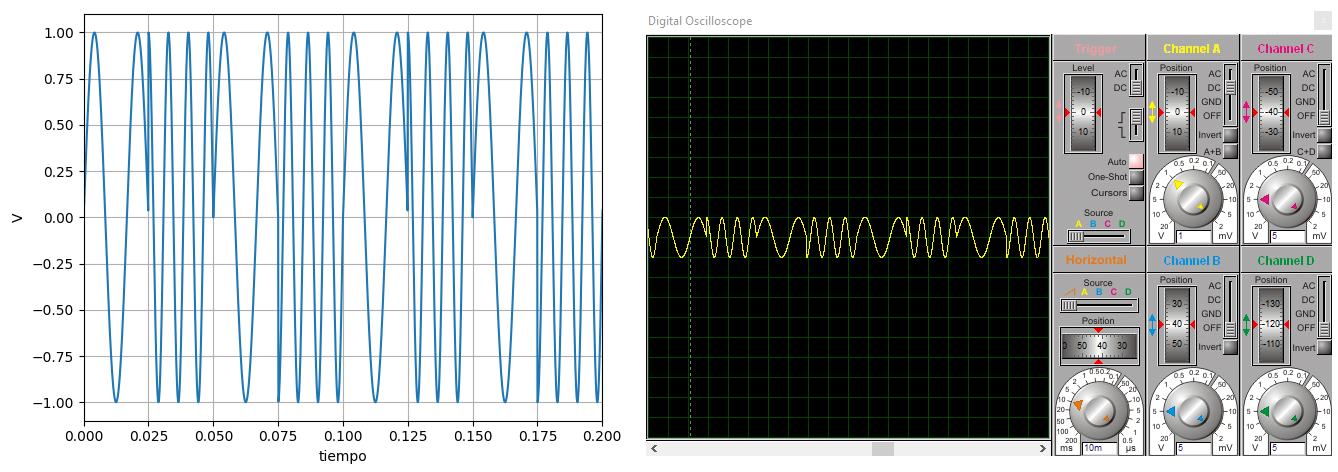 1.00
0.75
0.50
0.25
0.00
−0.25
−0.50
−0.75
−1.00
V
0.000 0.025 0.050 0.075 0.100 0.125 0.150 0.175 0.200
tiempo
Digital Oscilloscope
Trigger
Level
AC
DC
-10
0
10
Auto
One-Shot
Cursors
Source
A B C D
Channel A
Position
AC
DC
GND
OFF
-10
0
10
Invert
A+B
0.5 0.2
1 0.1
2 50
5 20
10 10
20 5
2
V 1 mV
Channel C
Position
AC
DC
GND
OFF
-50
-40
-30
Invert
C+D
0.5 0.2
1 0.1
2 50
5 20
10 10
20 5
2
V 5 mV
Horizontal
Source
A B C D
Position
50 40 30
0.5 0.2
1 0.1
2 50
5 20
10 10
20 5
50 2
100 1
200 0.5
ms 10m µs
Channel B
Position
AC
DC
GND
OFF
30
40
50
Invert
0.5 0.2
1 0.1
2 50
5 20
10 10
20 5
2
V 5 mV
Channel D
Position
AC
DC
GND
OFF
-130
-120
-110
Invert
0.5 0.2
1 0.1
2 50
5 20
10 10
20 5
2
V 5 mV